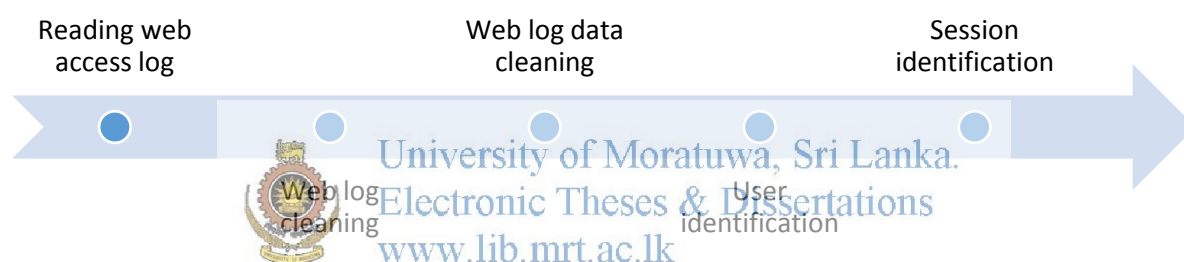 Reading web
access log
Web log data
cleaning
Session
identification
University of Moratuwa, Sri Lanka.
Electronic Theses & Dissertations
www.lib.mrt.ac.lk
Web log
cleaning
User
identification